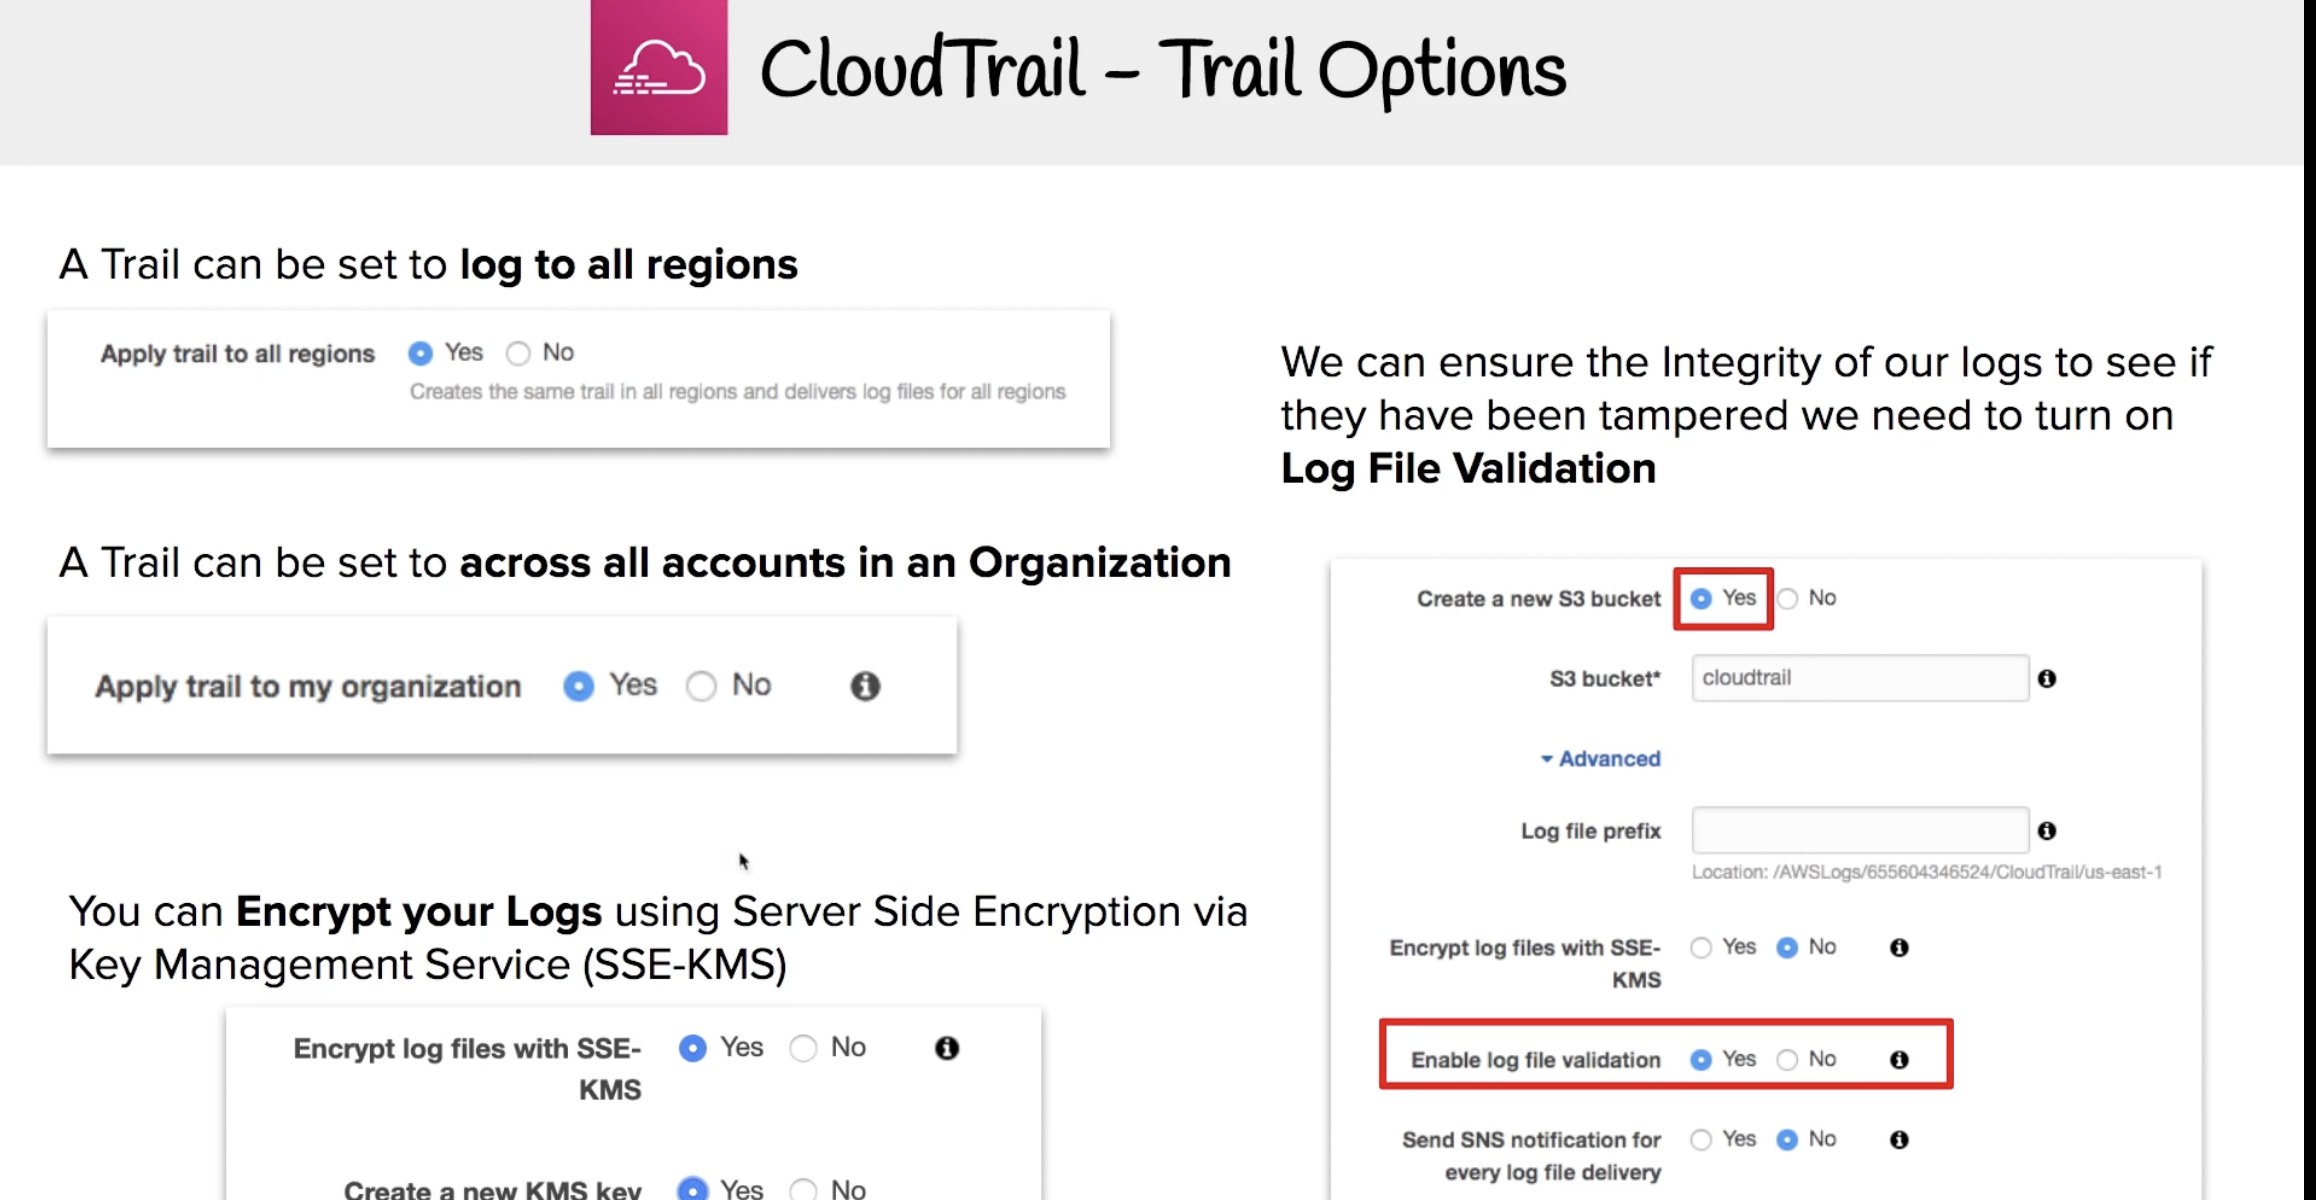 CloudTrail – Trail Options
A Trail can be set to log to all regions
Apply trail to all regions Yes No
Creates the same trail in all regions and delivers log files for all regions
A Trail can be set to across all accounts in an Organization
Apply trail to my organization Yes No
You can Encrypt your Logs using Server Side Encryption via
Key Management Service (SSE-KMS)
Encrypt log files with SSE- Yes No
KMS
Create a new KMS key Yes No
We can ensure the Integrity of our logs to see if
they have been tampered we need to turn on
Log File Validation
Create a new S3 bucket Yes No
S3 bucket* cloudtrail
Advanced
Log file prefix
Location: /AWSLogs/655604346524/CloudTrail/us-east-1
Encrypt log files with SSE- Yes No
KMS
Enable log file validation Yes No
Send SNS notification for Yes No
every log file delivery